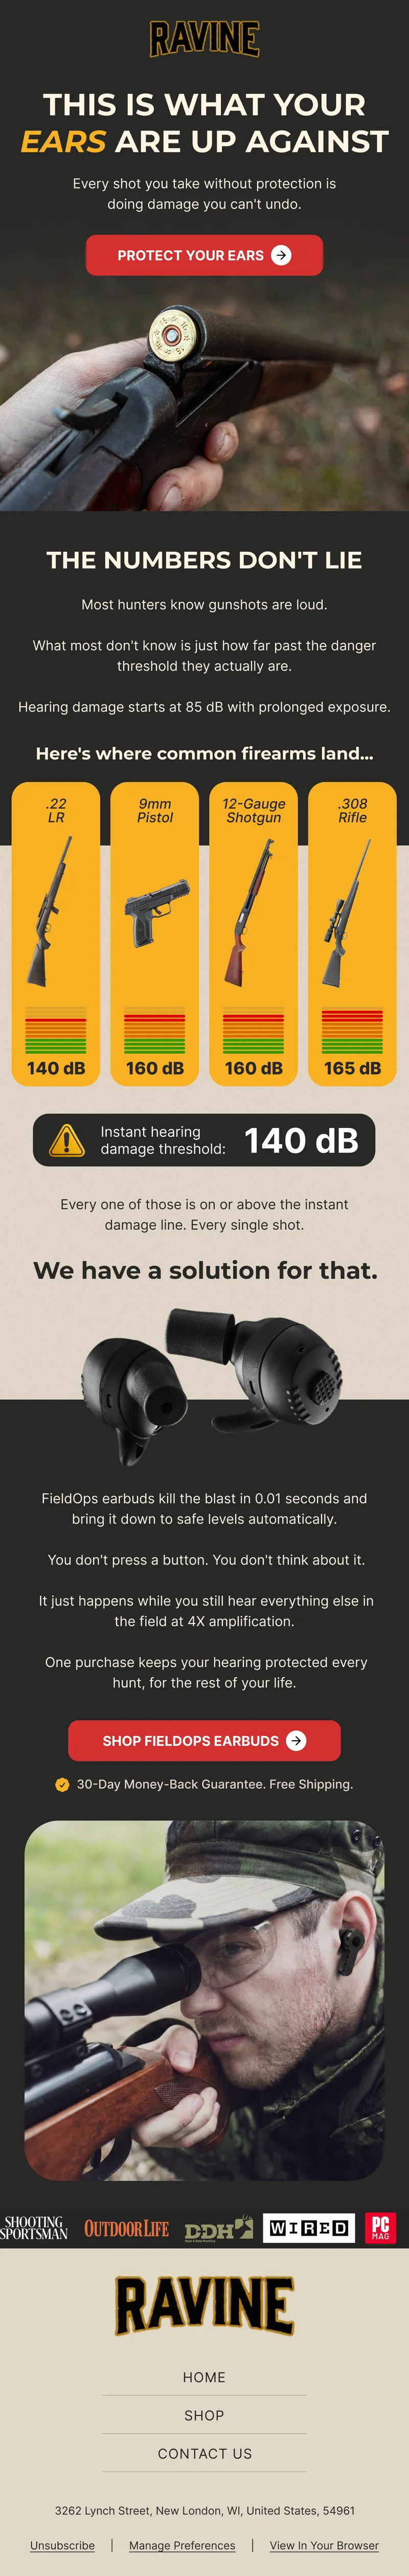 RAVINE
THIS IS WHAT YOUR
EARS ARE UP AGAINST
Every shot you take without protection is
doing damage you can't undo.
PROTECT YOUR EARS
THE NUMBERS DON'T LIE
Most hunters know gunshots are loud.
What most don't know is just how far past the danger
threshold they actually are.
Hearing damage starts at 85 dB with prolonged exposure.
Here's where common firearms land...
.22
LR
140 dB
9mm
Pistol
160 dB
12-Gauge
Shotgun
160 dB
.308
Rifle
165 dB
Instant hearing
damage threshold:
140 dB
Every one of those is on or above the instant
damage line. Every single shot.
We have a solution for that.
FieldOps earbuds kill the blast in 0.01 seconds and
bring it down to safe levels automatically.
You don't press a button. You don't think about it.
It just happens while you still hear everything else in
the field at 4X amplification.
One purchase keeps your hearing protected every
hunt, for the rest of your life.
SHOP FIELDOPS EARBUDS
30-Day Money-Back Guarantee. Free Shipping.
SHOOTING
SPORTSMAN
OUTDOOR LIFE
DDH
WIRED
PC
MAG
RAVINE
HOME
SHOP
CONTACT US
3262 Lynch Street, New London, WI, United States, 54961
Unsubscribe | Manage Preferences | View In Your Browser